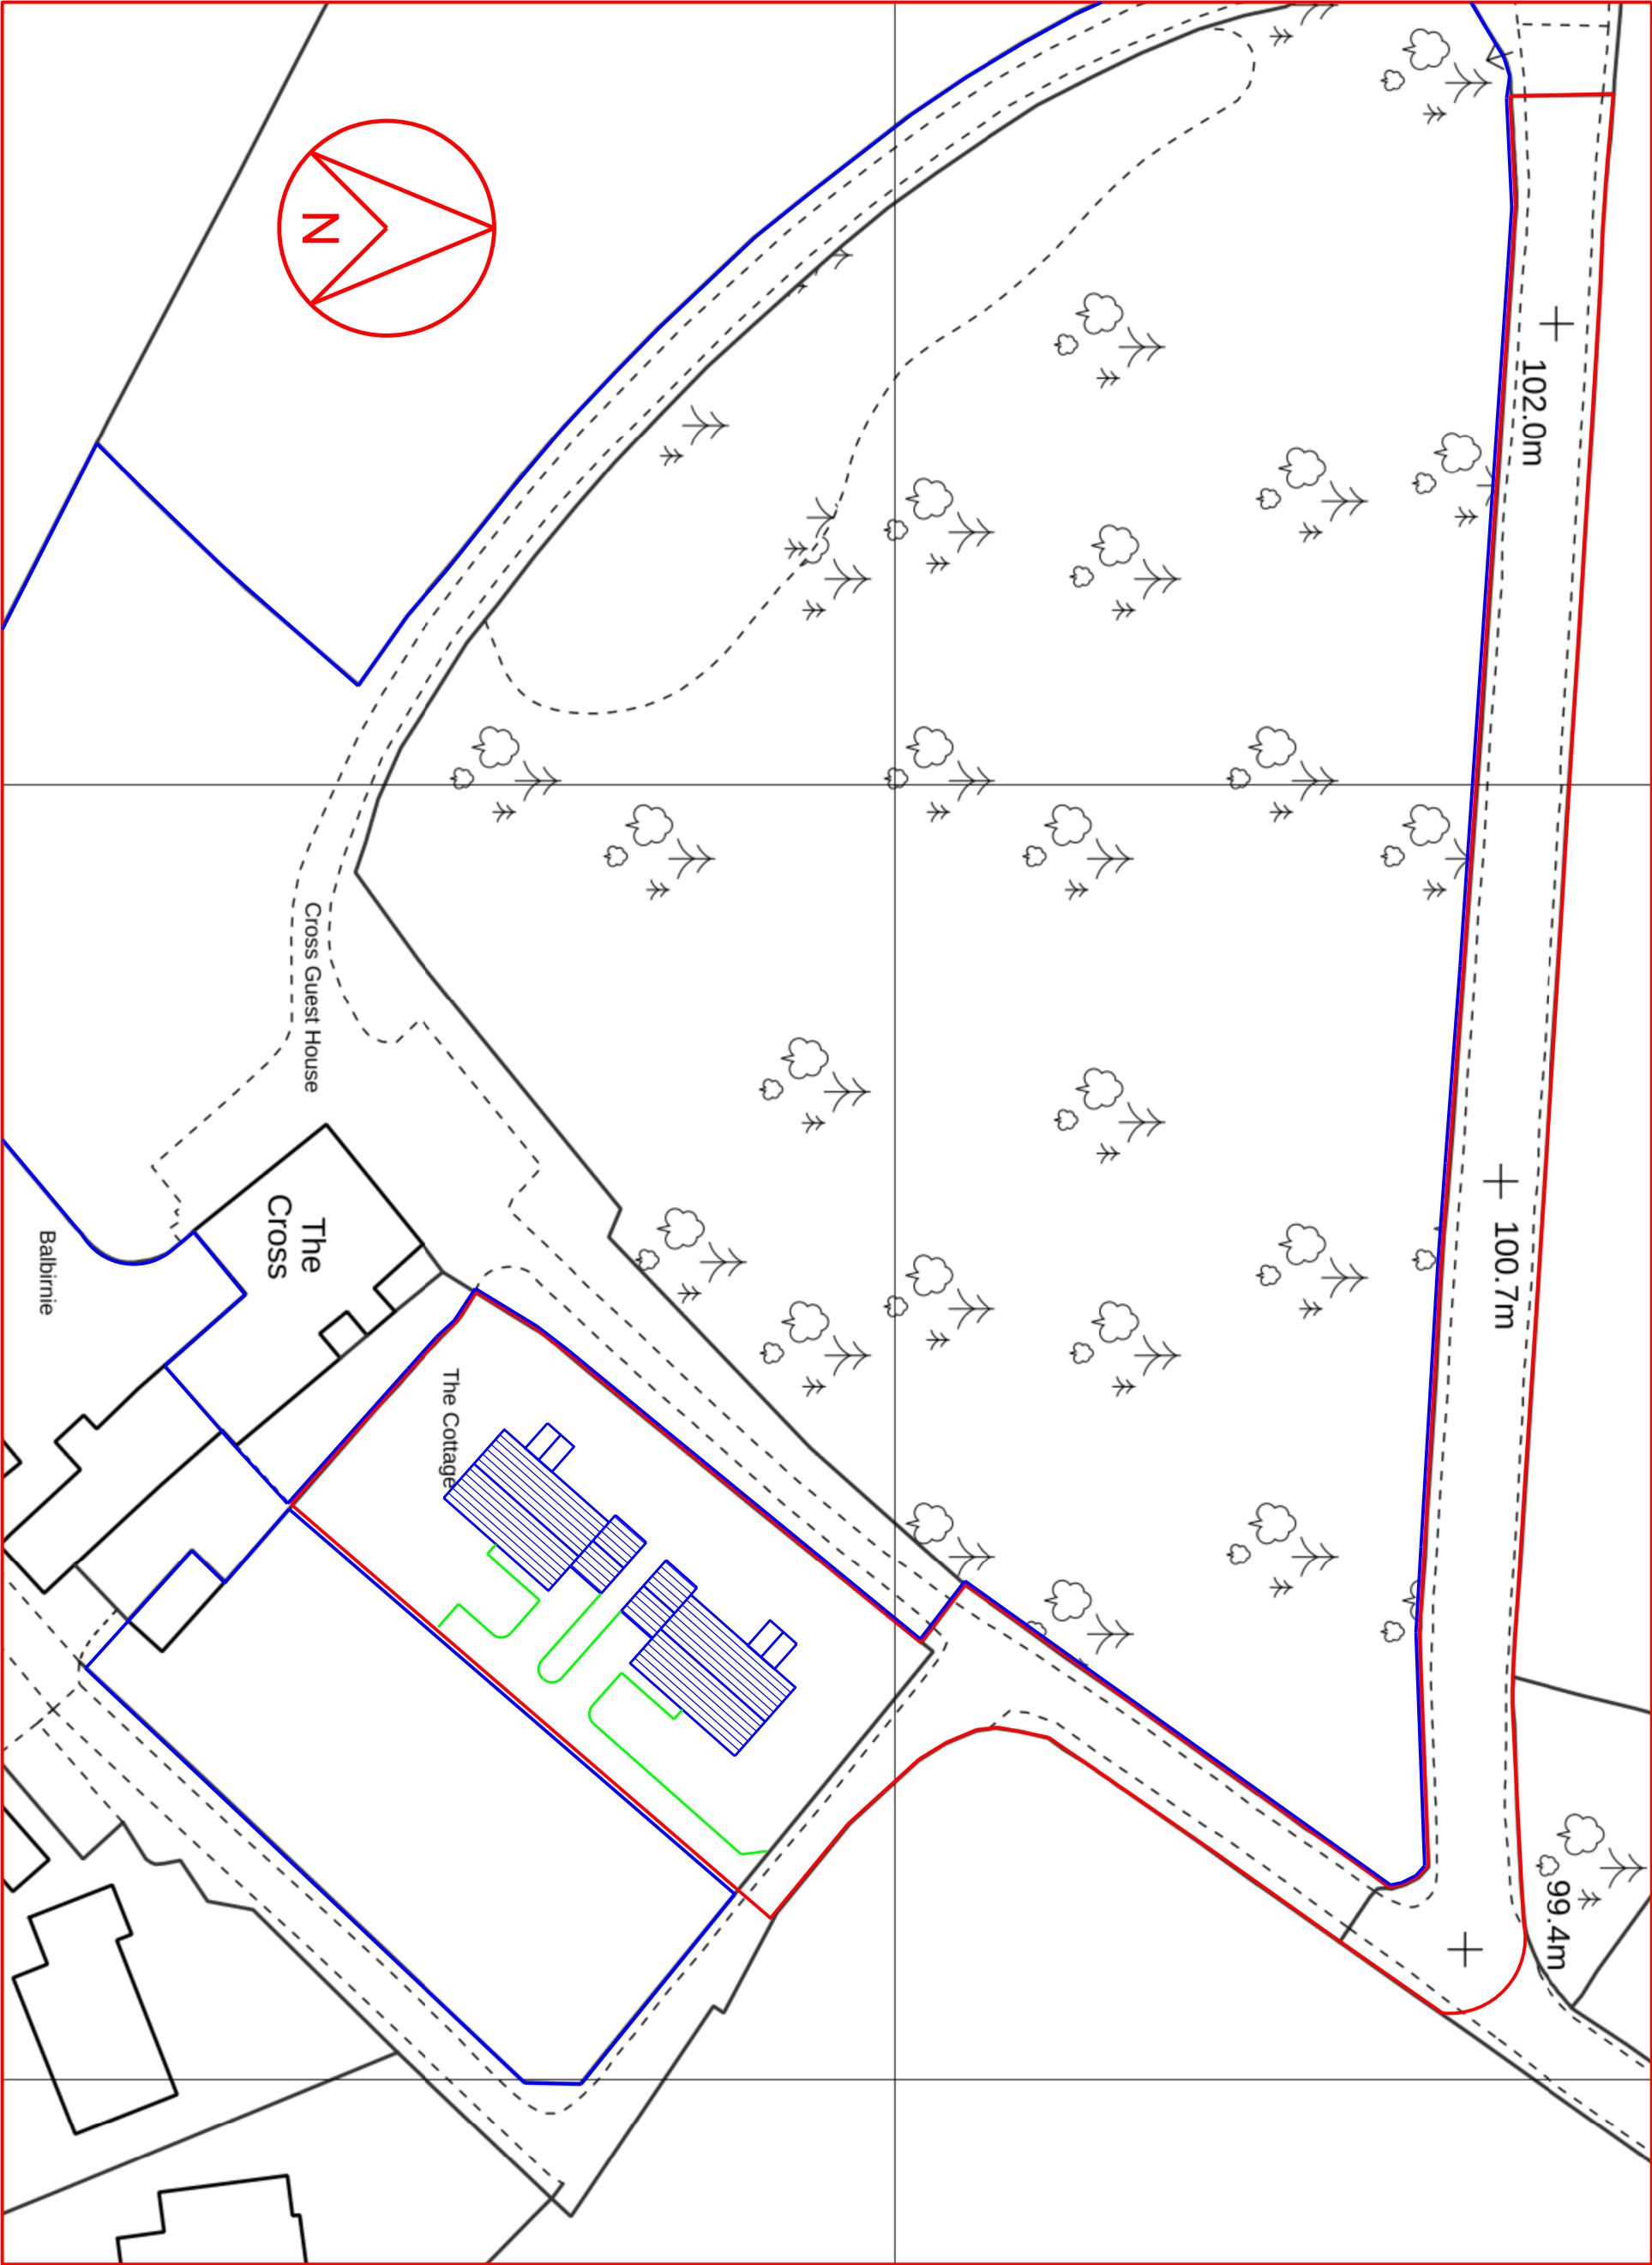 N
102.0m
Cross Guest House
100.7m
The
Cross
Balbirnie
The Cottage
99.4m